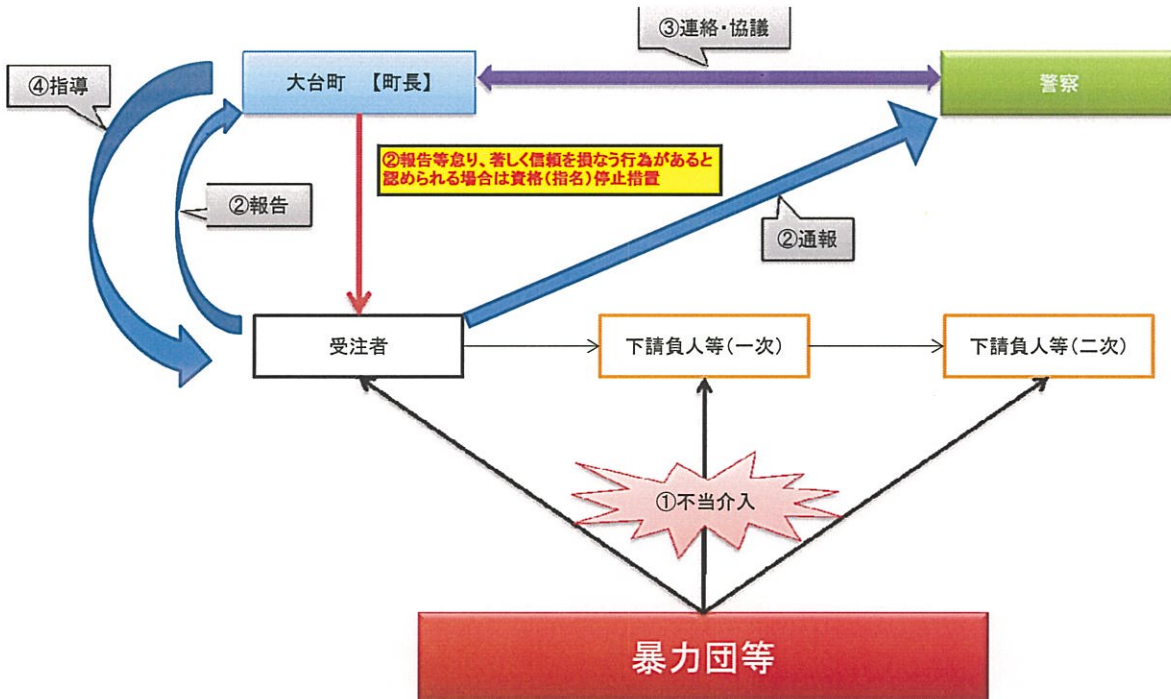 ③連絡・協議
④指導
大台町 【町長】
警察
②報告等怠り、著しく信頼を損なう行為があると
認められる場合は資格(指名)停止措置
②報告
②通報
受注者
下請負人等(一次)
下請負人等(二次)
①不当介入
暴力団等